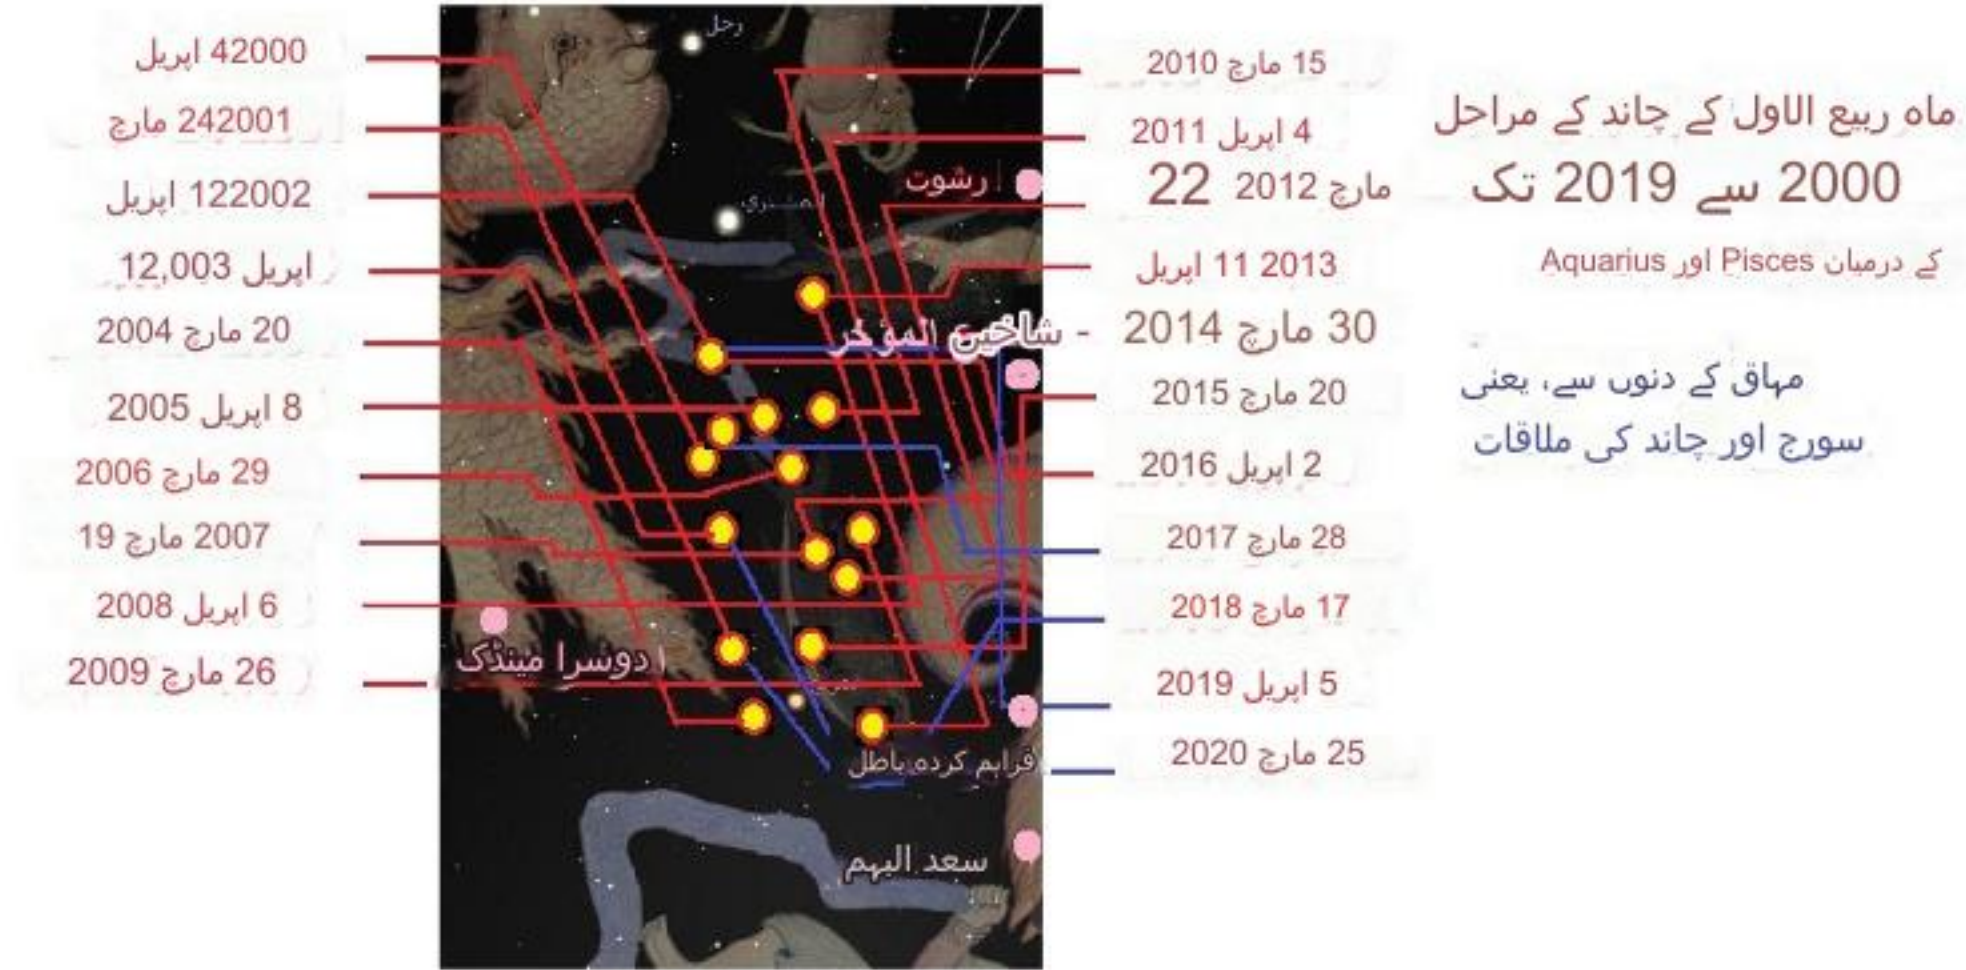 ماہ ربیع الاول کے چاند کے مراحل
2000 سے 2019 تک
کے درمیان Pisces اور Aquarius
مہاق کے دنوں سے، یعنی
سورج اور چاند کی ملاقات
15 مارچ 2010
4 اپریل 2011
مارچ 2012 22
2013 11 اپریل
30 مارچ 2014
20 مارچ 2015
2 اپریل 2016
28 مارچ 2017
17 مارچ 2018
5 اپریل 2019
25 مارچ 2020
زحل
رشوت
المشتري
شاخیں المؤخر -
دوسرا مینڈک
فراہم کردہ باطل
سعد البہم
42000 اپریل
242001 مارچ
122002 اپریل
اپریل 12,003
20 مارچ 2004
8 اپریل 2005
29 مارچ 2006
2007 مارچ 19
6 اپریل 2008
26 مارچ 2009